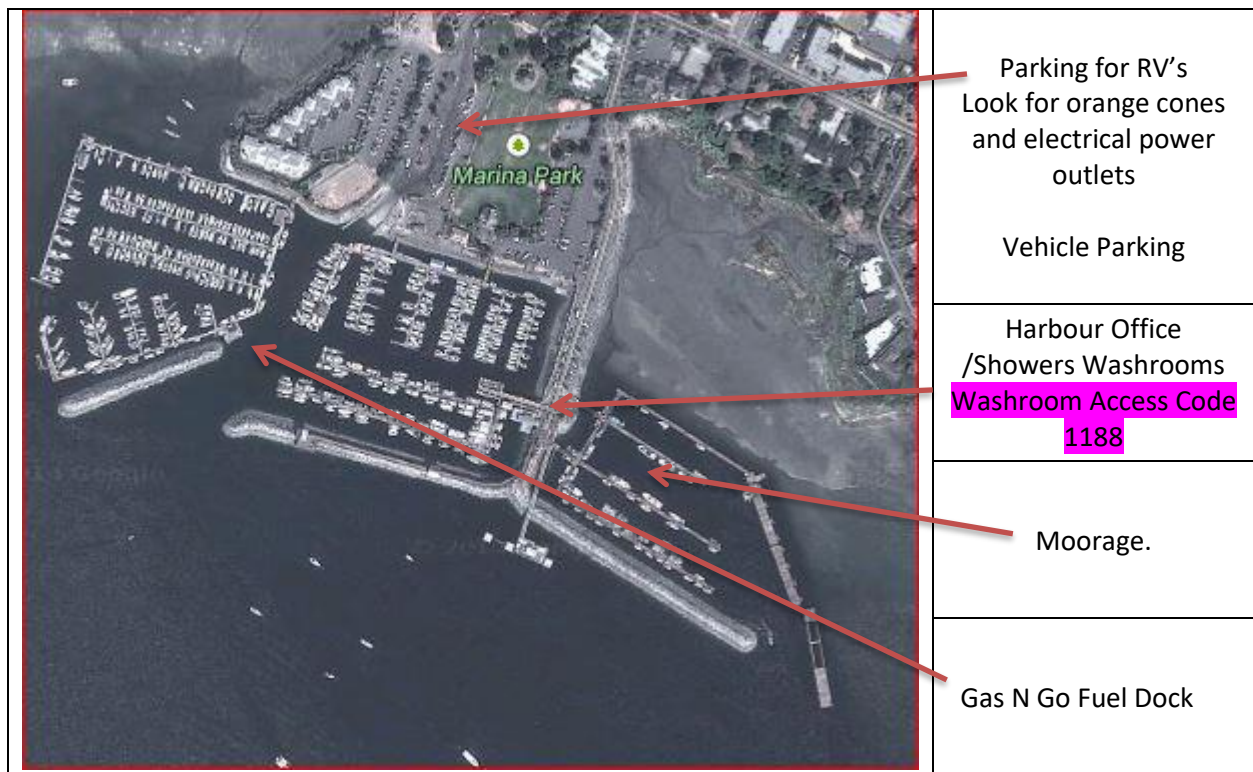 Marina Park
Parking for RV’s
Look for orange cones
and electrical power
outlets
Vehicle Parking
Harbour Office
/Showers Washrooms
Washroom Access Code
1188
Moorage.
Gas N Go Fuel Dock